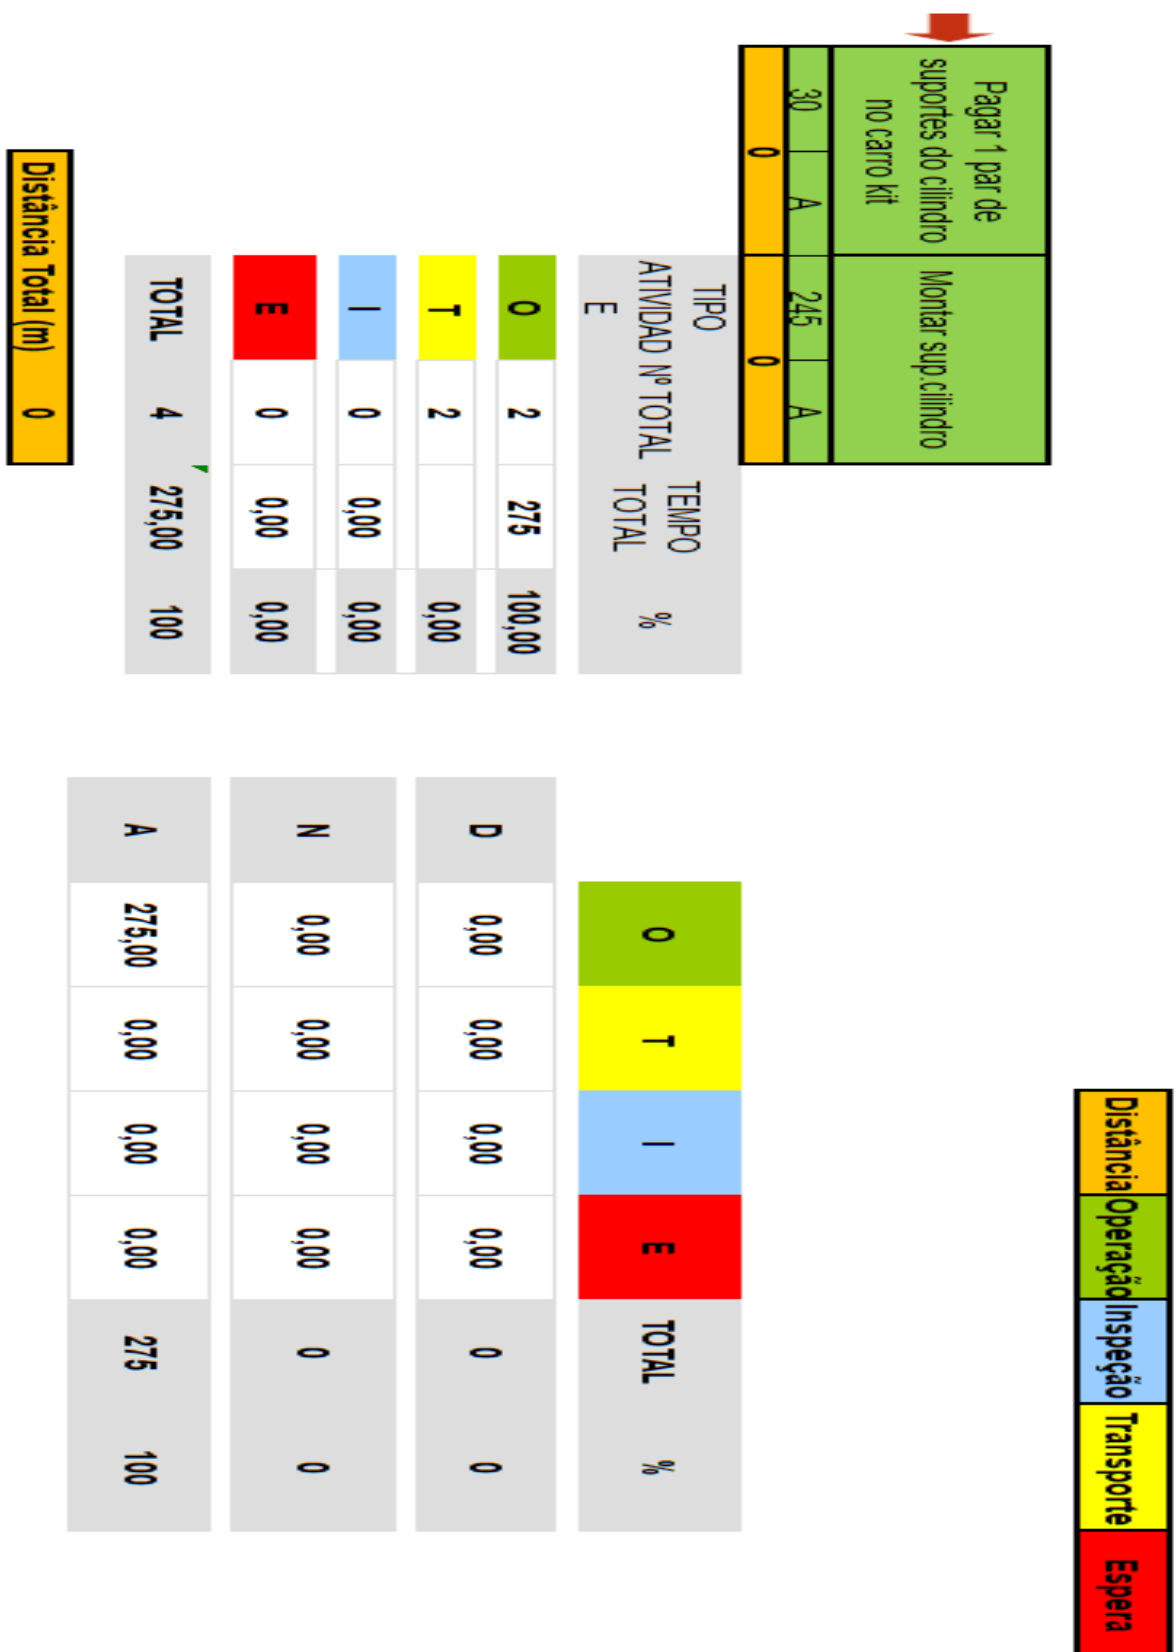 Distância Operação Inspeção Transporte Espera
Pagar 1 par de
suportes do cilindro
no carro kit
Montar sup.cilindro
30 A 245 A
0 0
TIPO
ATIVIDAD
E
Nº TOTAL
TEMPO
TOTAL
%
O 2 275 100,00
T 2 0,00
I 0 0,00 0,00
E 0 0,00 0,00
TOTAL 4 275,00 100
O T I E TOTAL %
D 0,00 0,00 0,00 0,00 0 0
N 0,00 0,00 0,00 0,00 0 0
A 275,00 0,00 0,00 0,00 275 100
Distância Total (m) 0